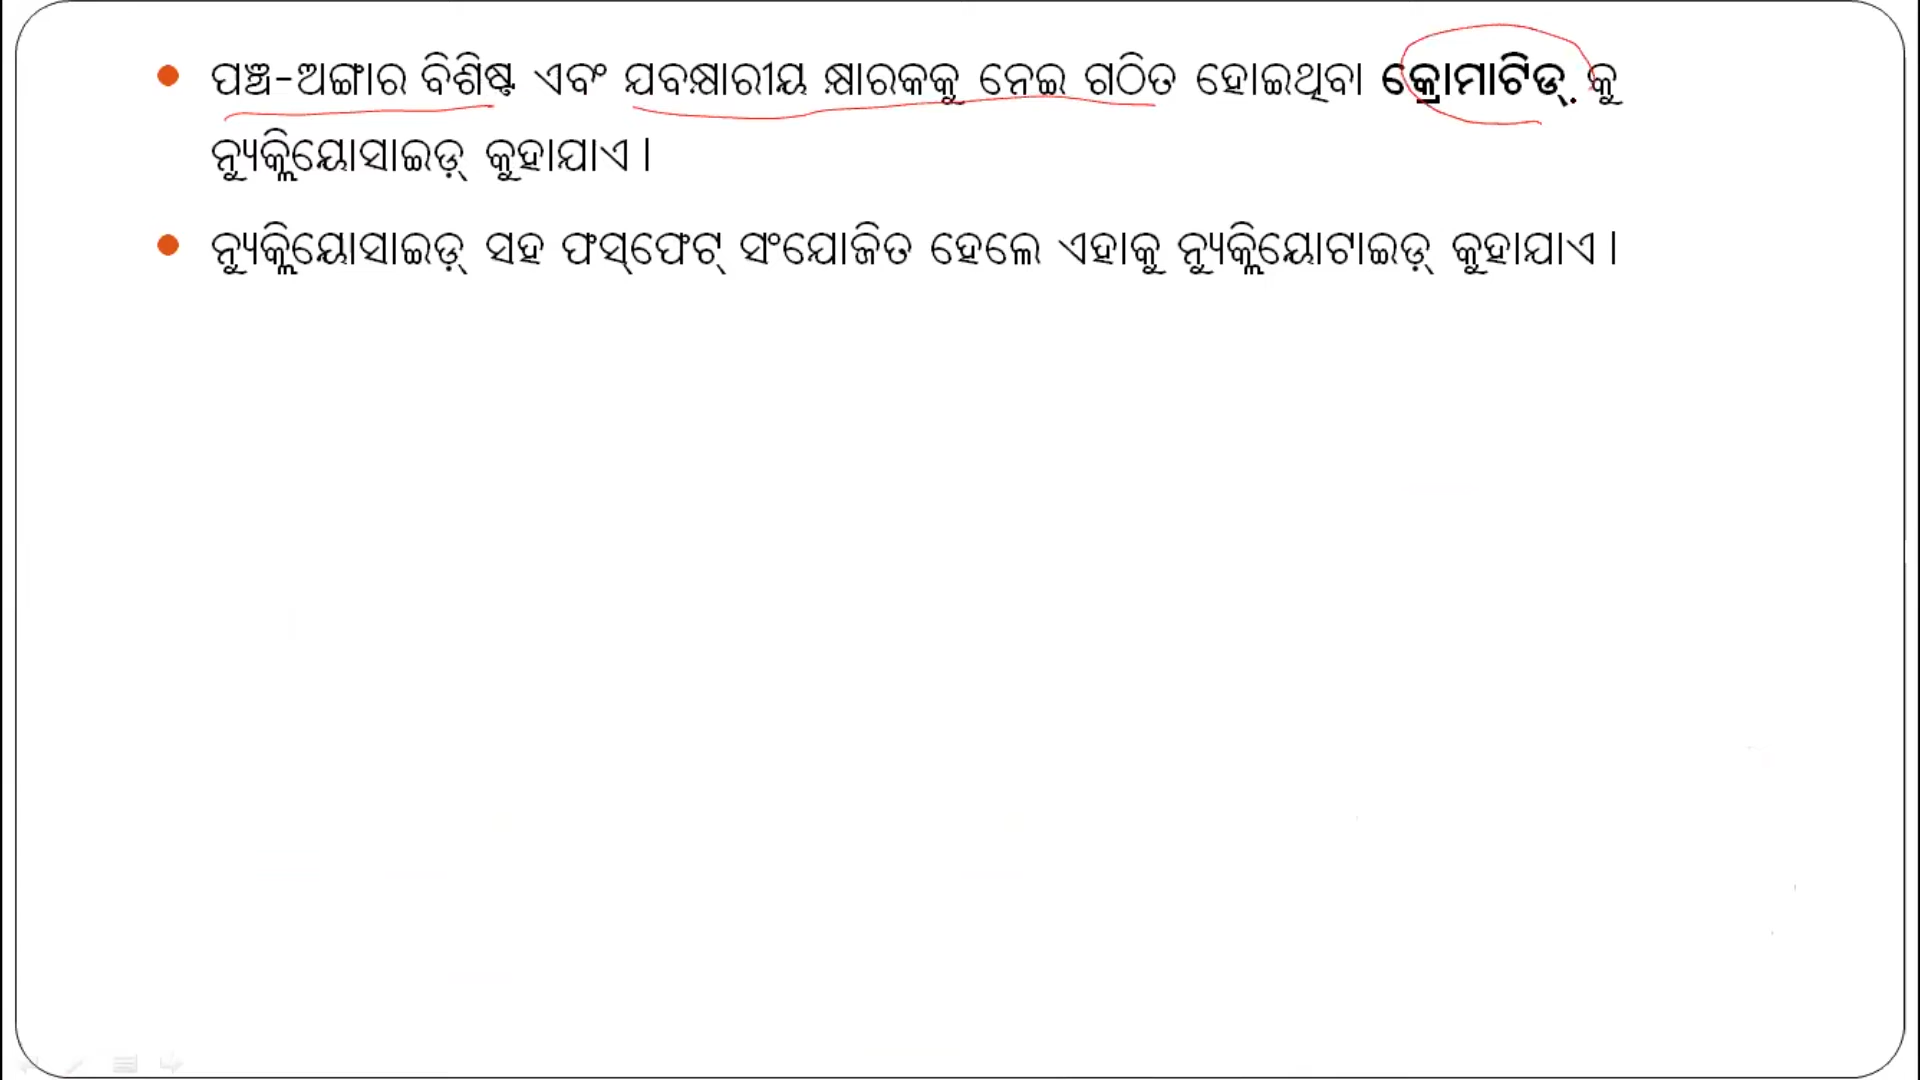 ପଞ୍ଚ-ଅଙ୍ଗାର ବିଶିଷ୍ଟ ଏବଂ ଯବକ୍ଷାରୀୟ କ୍ଷାରକକୁ ନେଇ ଗଠିତ ହୋଇଥିବା କ୍ରୋମାଟିଡ୍ କୁ
ନ୍ୟୁକ୍ଲିୟୋସାଇଡ଼୍ କୁହାଯାଏ ।
ନ୍ୟୁକ୍ଲିୟୋସାଇଡ଼୍ ସହ ଫସ୍‌ଫେଟ୍ ସଂଯୋଜିତ ହେଲେ ଏହାକୁ ନ୍ୟୁକ୍ଲିୟୋଟାଇଡ଼୍ କୁହାଯାଏ ।